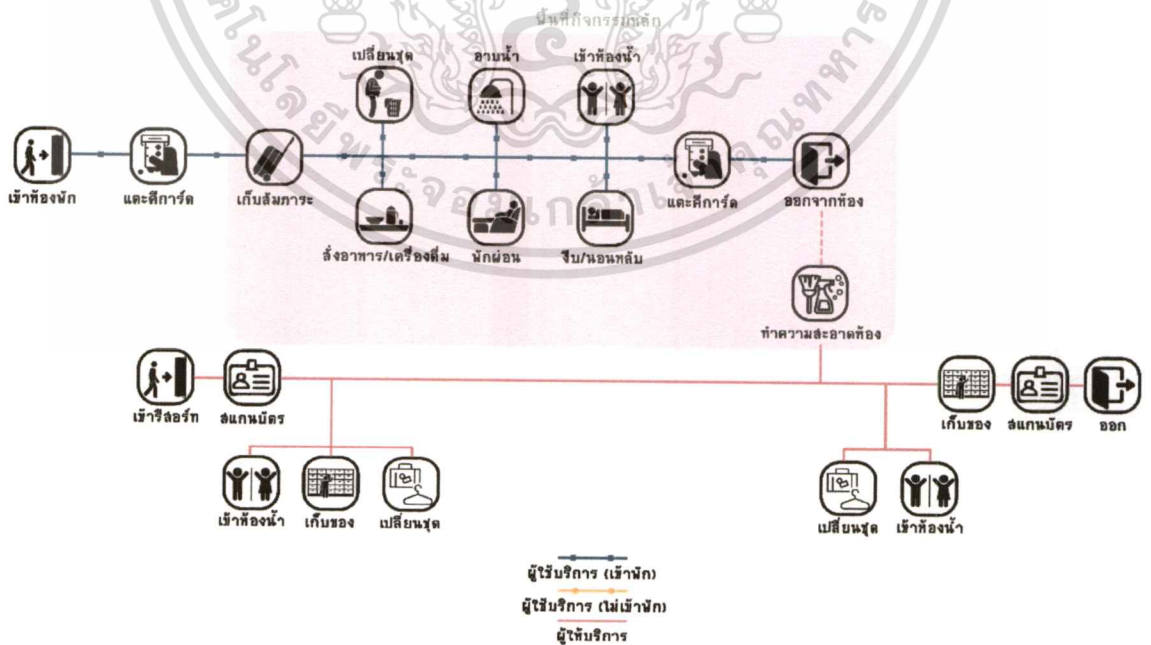 พื้นที่กิจกรรมหลัก
เปลี่ยนชุด
อาบน้ำ
เข้าห้องน้ำ
เข้าห้องพัก
แตะคีการ์ด
เก็บสัมภาระ
แตะคีการ์ด
ออกจากห้อง
สั่งอาหาร/เครื่องดื่ม
พักผ่อน
งีบ/นอนหลับ
ทำความสะอาดห้อง
เข้ารีสอร์ท
สแกนบัตร
เก็บของ
สแกนบัตร
ออก
เข้าห้องน้ำ
เก็บของ
เปลี่ยนชุด
เปลี่ยนชุด
เข้าห้องน้ำ
ผู้ใช้บริการ (เข้าพัก)
ผู้ใช้บริการ (ไม่เข้าพัก)
ผู้ให้บริการ